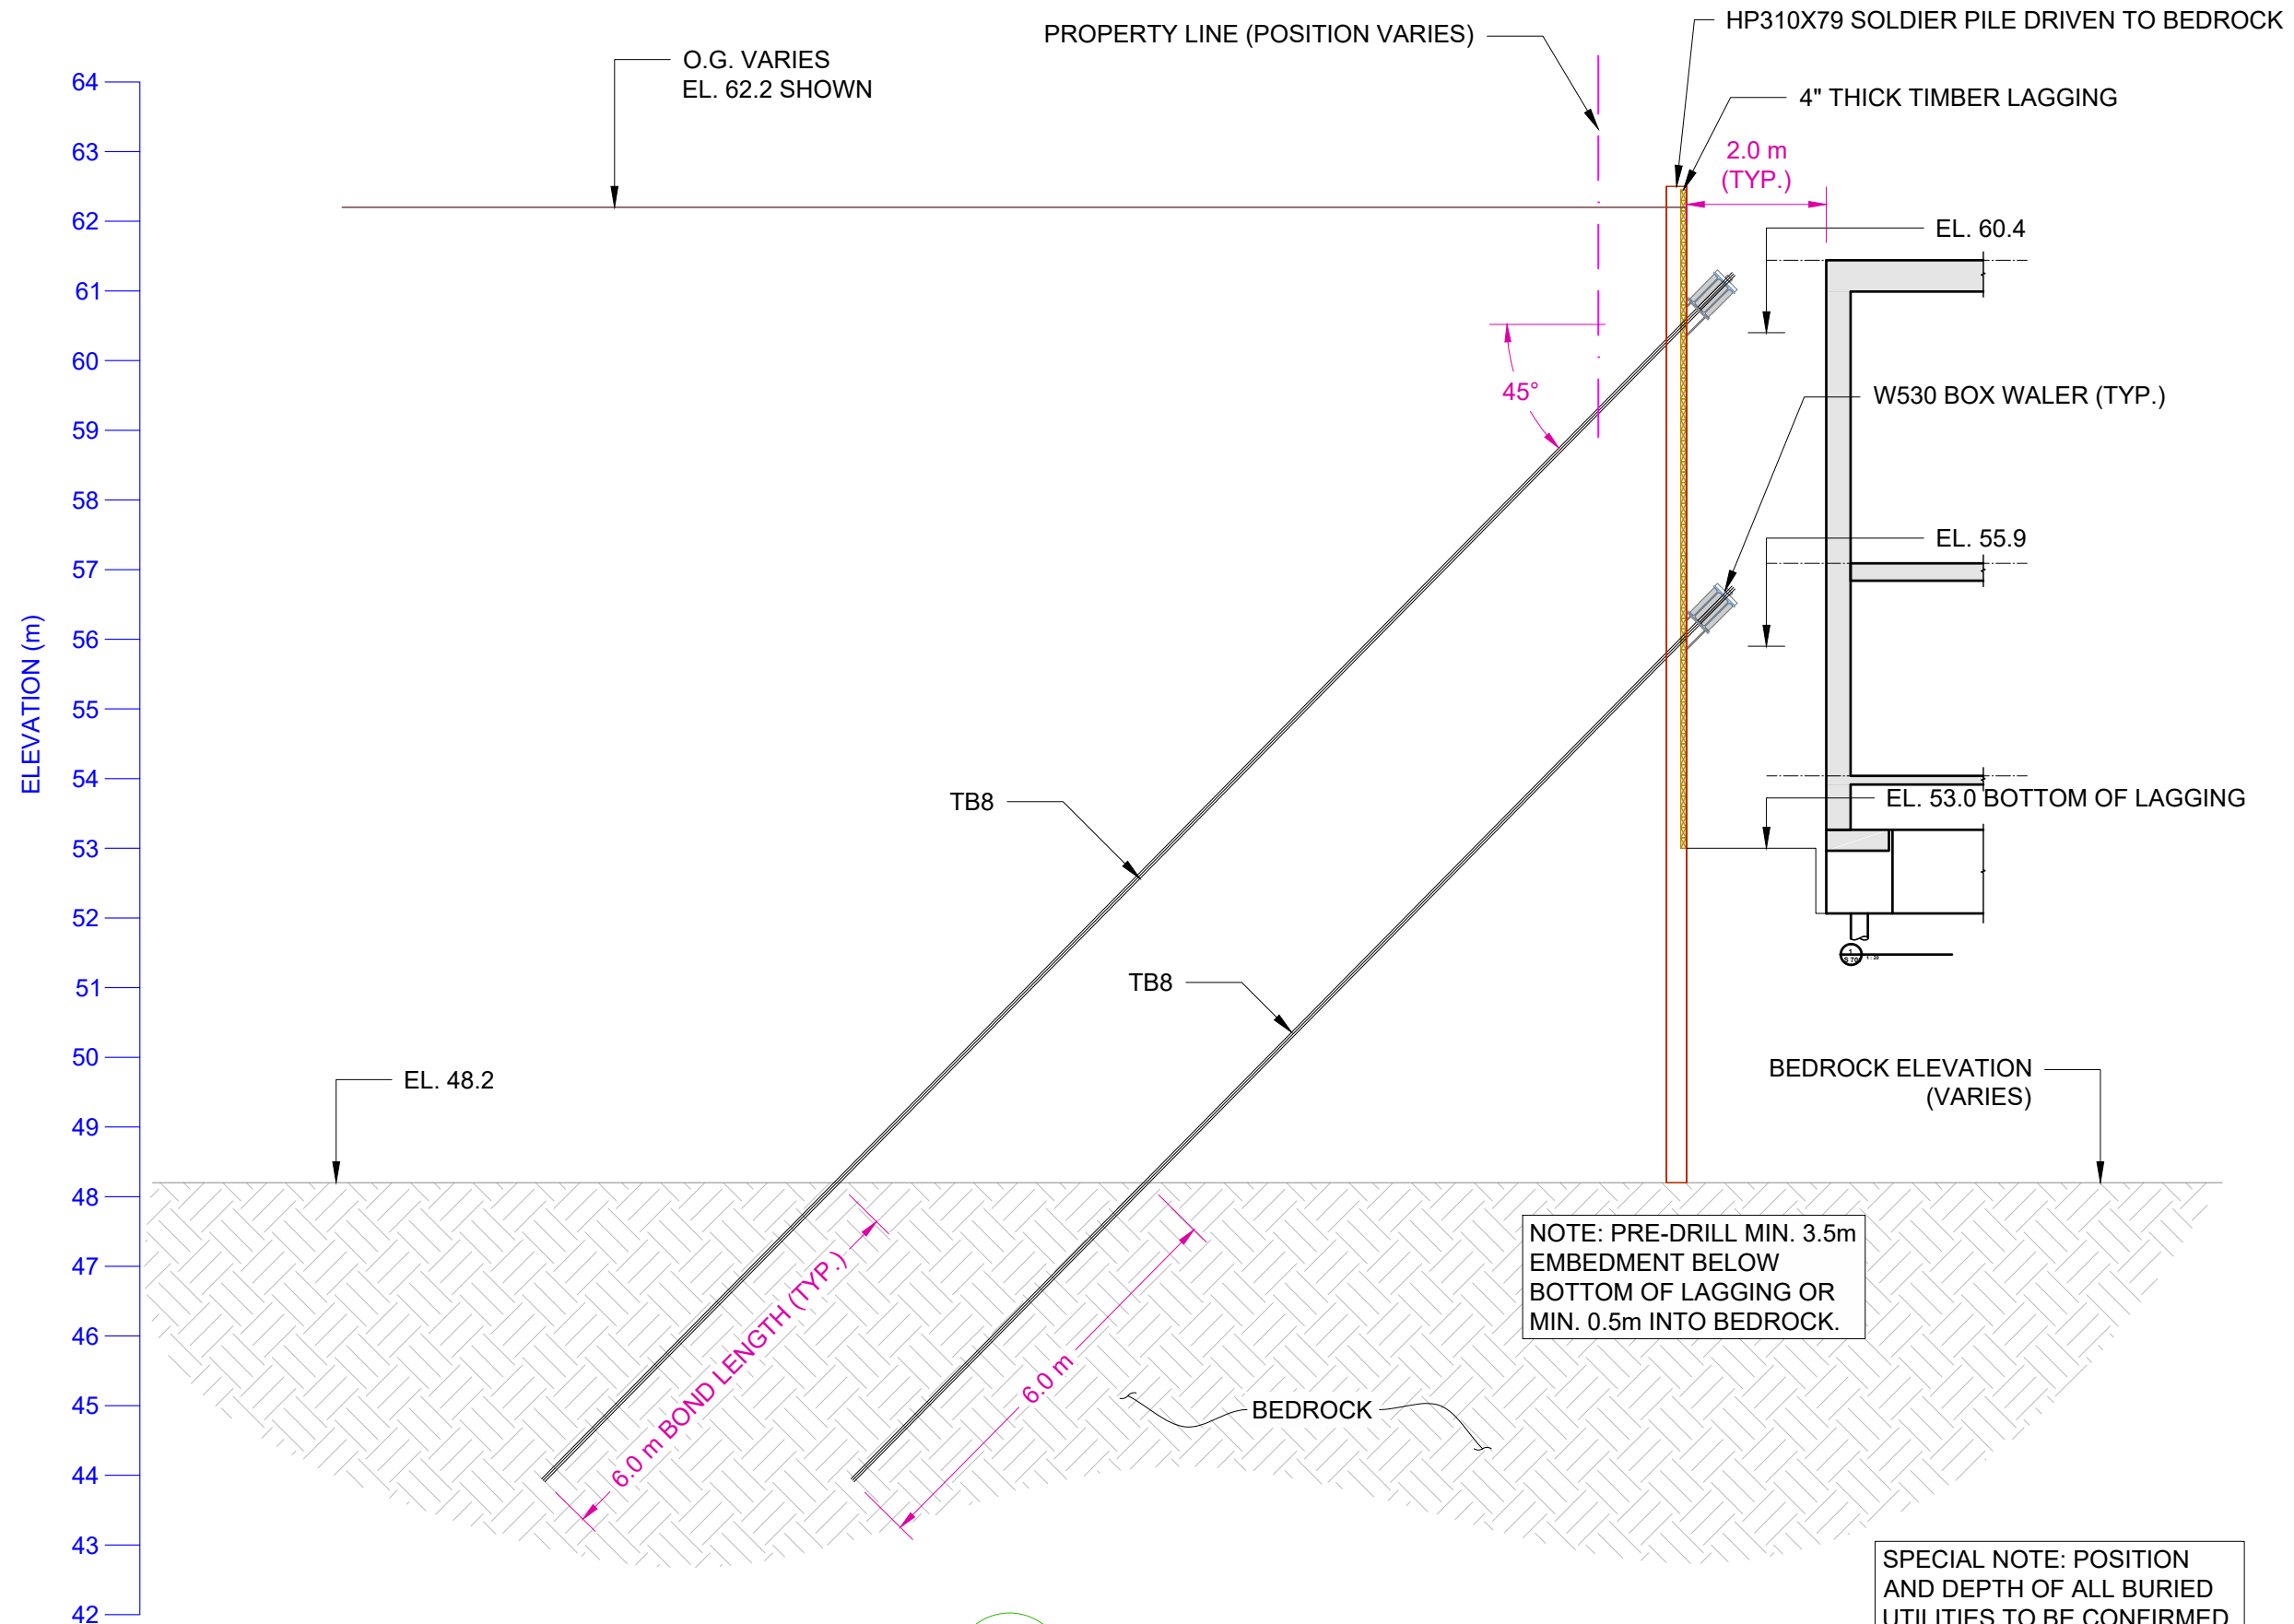 HP310X79 SOLDIER PILE DRIVEN TO BEDROCK
PROPERTY LINE (POSITION VARIES)
O.G. VARIES
EL. 62.2 SHOWN
4" THICK TIMBER LAGGING
2.0 m
(TYP.)
EL. 60.4
45°
W530 BOX WALER (TYP.)
EL. 55.9
TB8
EL. 53.0 BOTTOM OF LAGGING
TB8
EL. 48.2
BEDROCK ELEVATION
(VARIES)
NOTE: PRE-DRILL MIN. 3.5m
EMBEDMENT BELOW
BOTTOM OF LAGGING OR
MIN. 0.5m INTO BEDROCK.
6.0 m BOND LENGTH (TYP.)
6.0 m
BEDROCK
SPECIAL NOTE: POSITION
AND DEPTH OF ALL BURIED
UTILITIES TO BE CONFIRMED
ELEVATION (m)
64
63
62
61
60
59
58
57
56
55
54
53
52
51
50
49
48
47
46
45
44
43
42